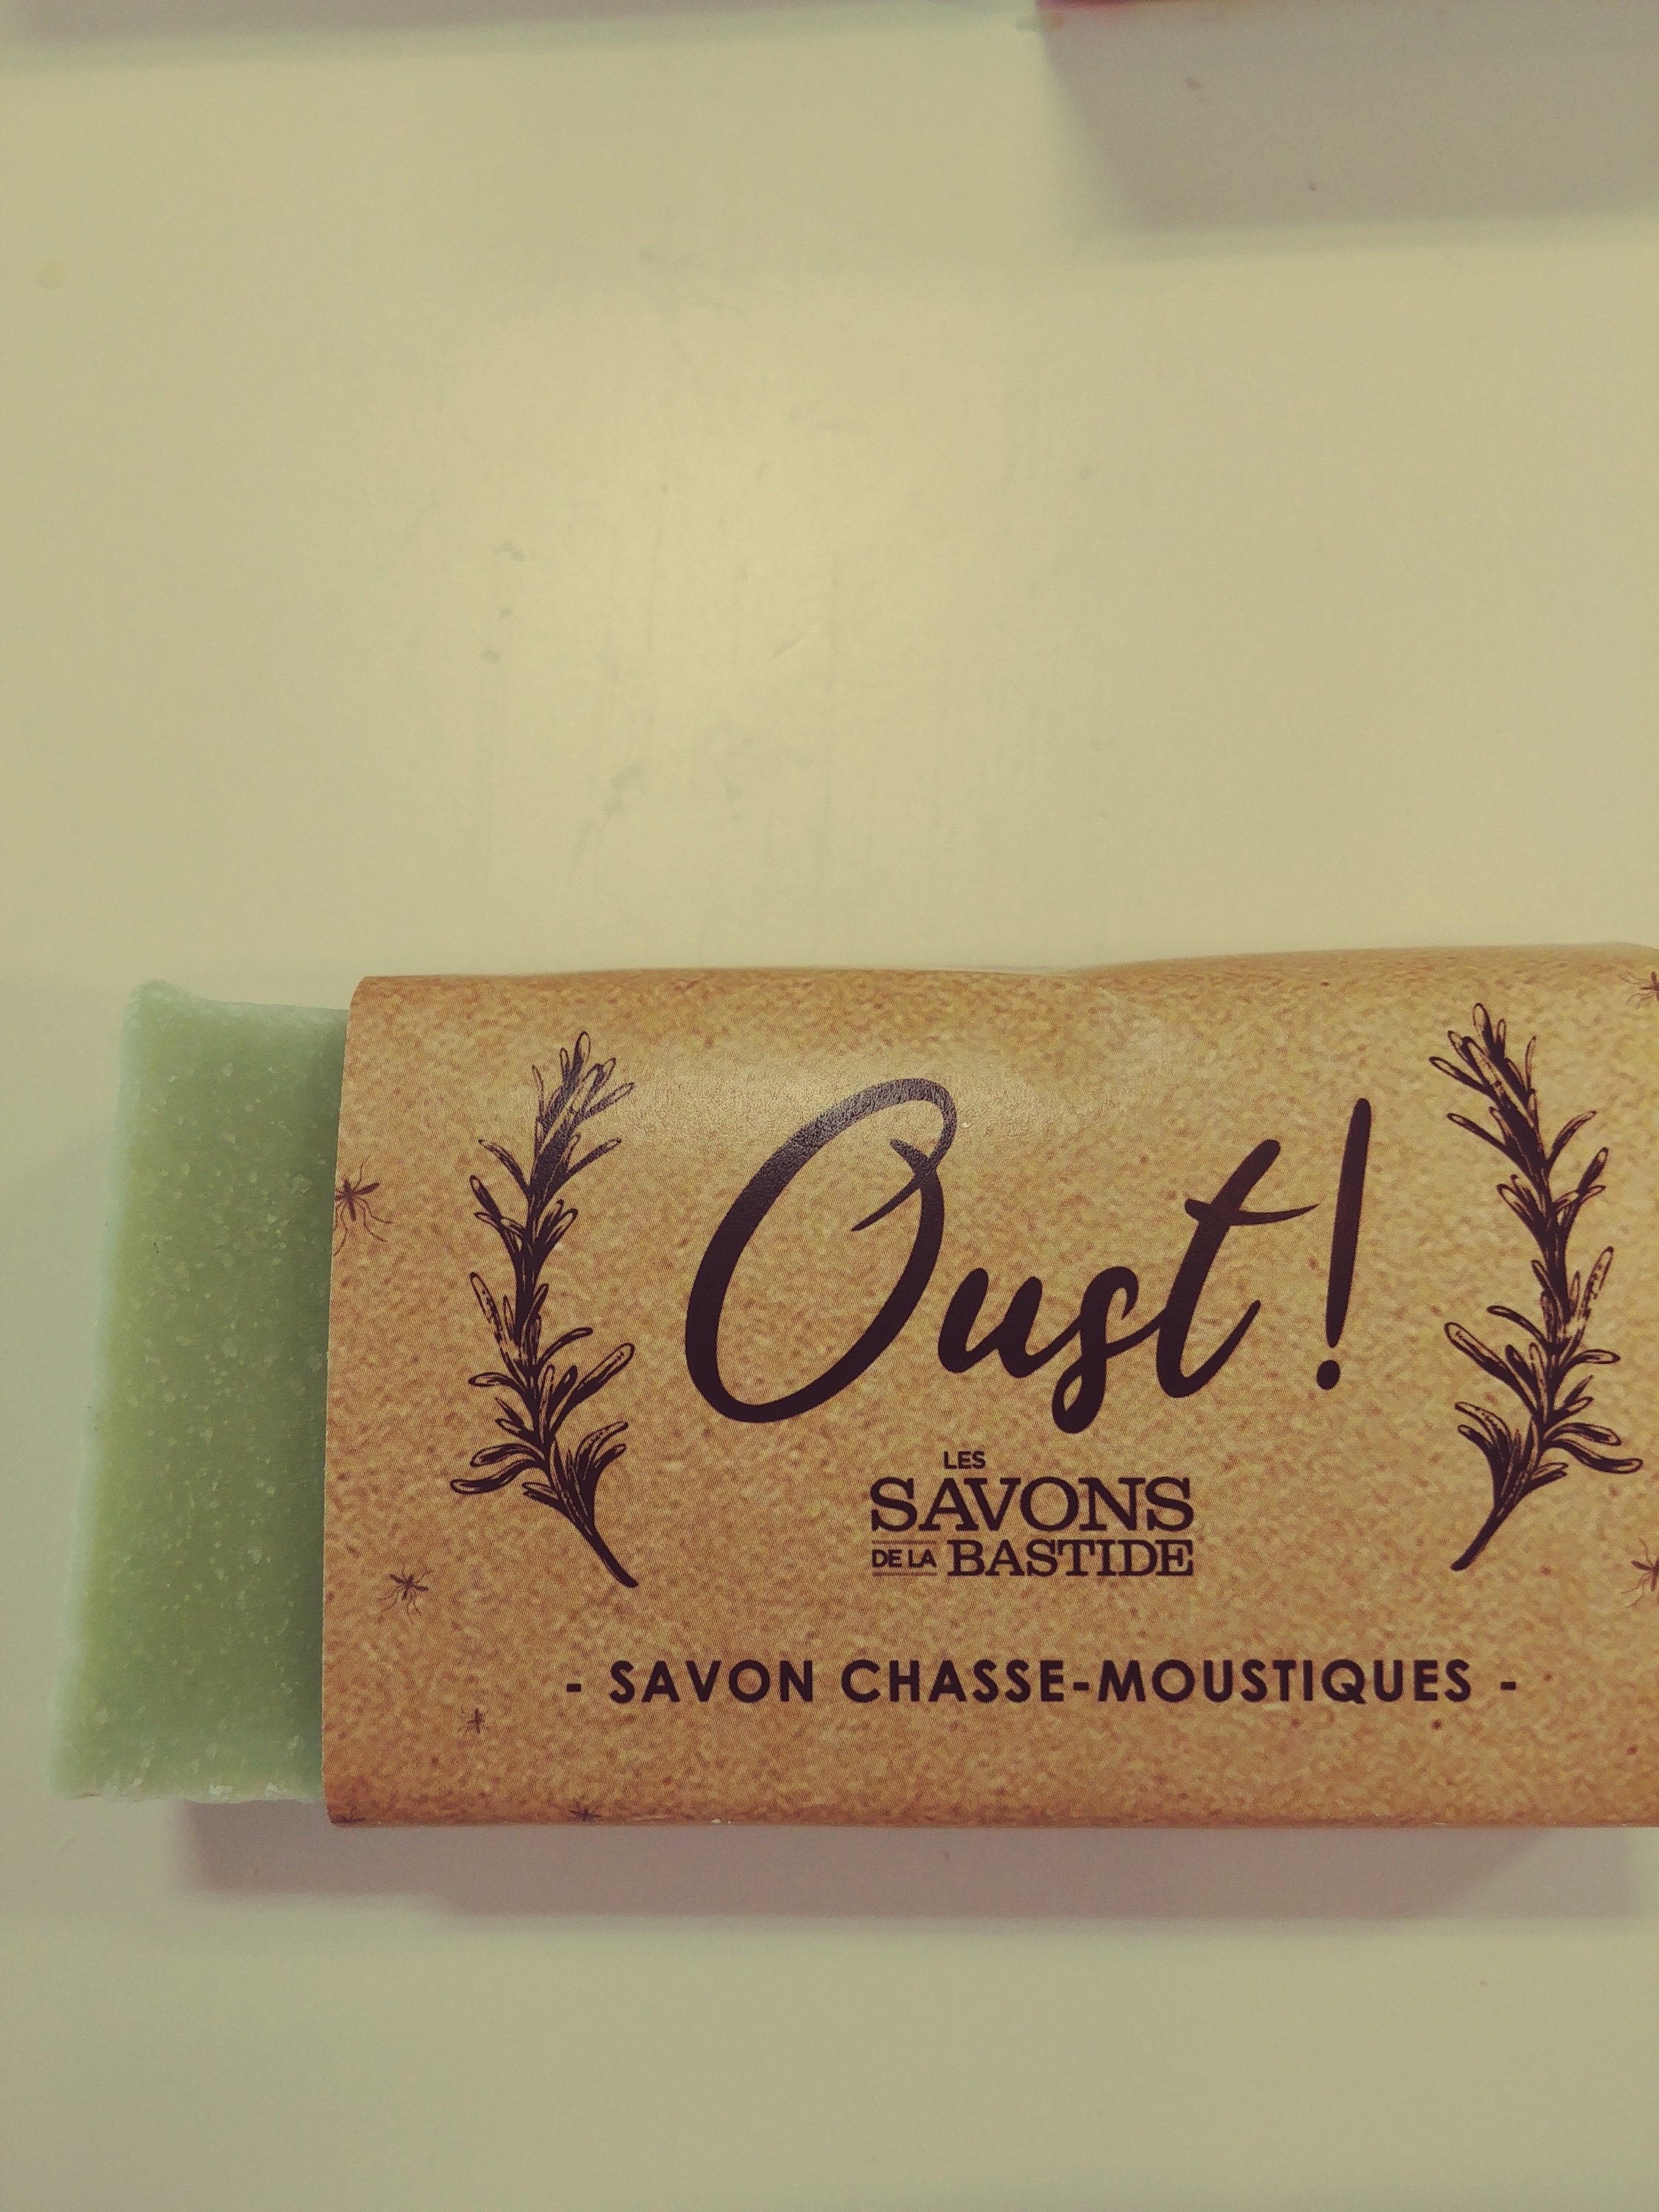 Oust !
LES
SAVONS
DE LA BASTIDE
- SAVON CHASSE-MOUSTIQUES -